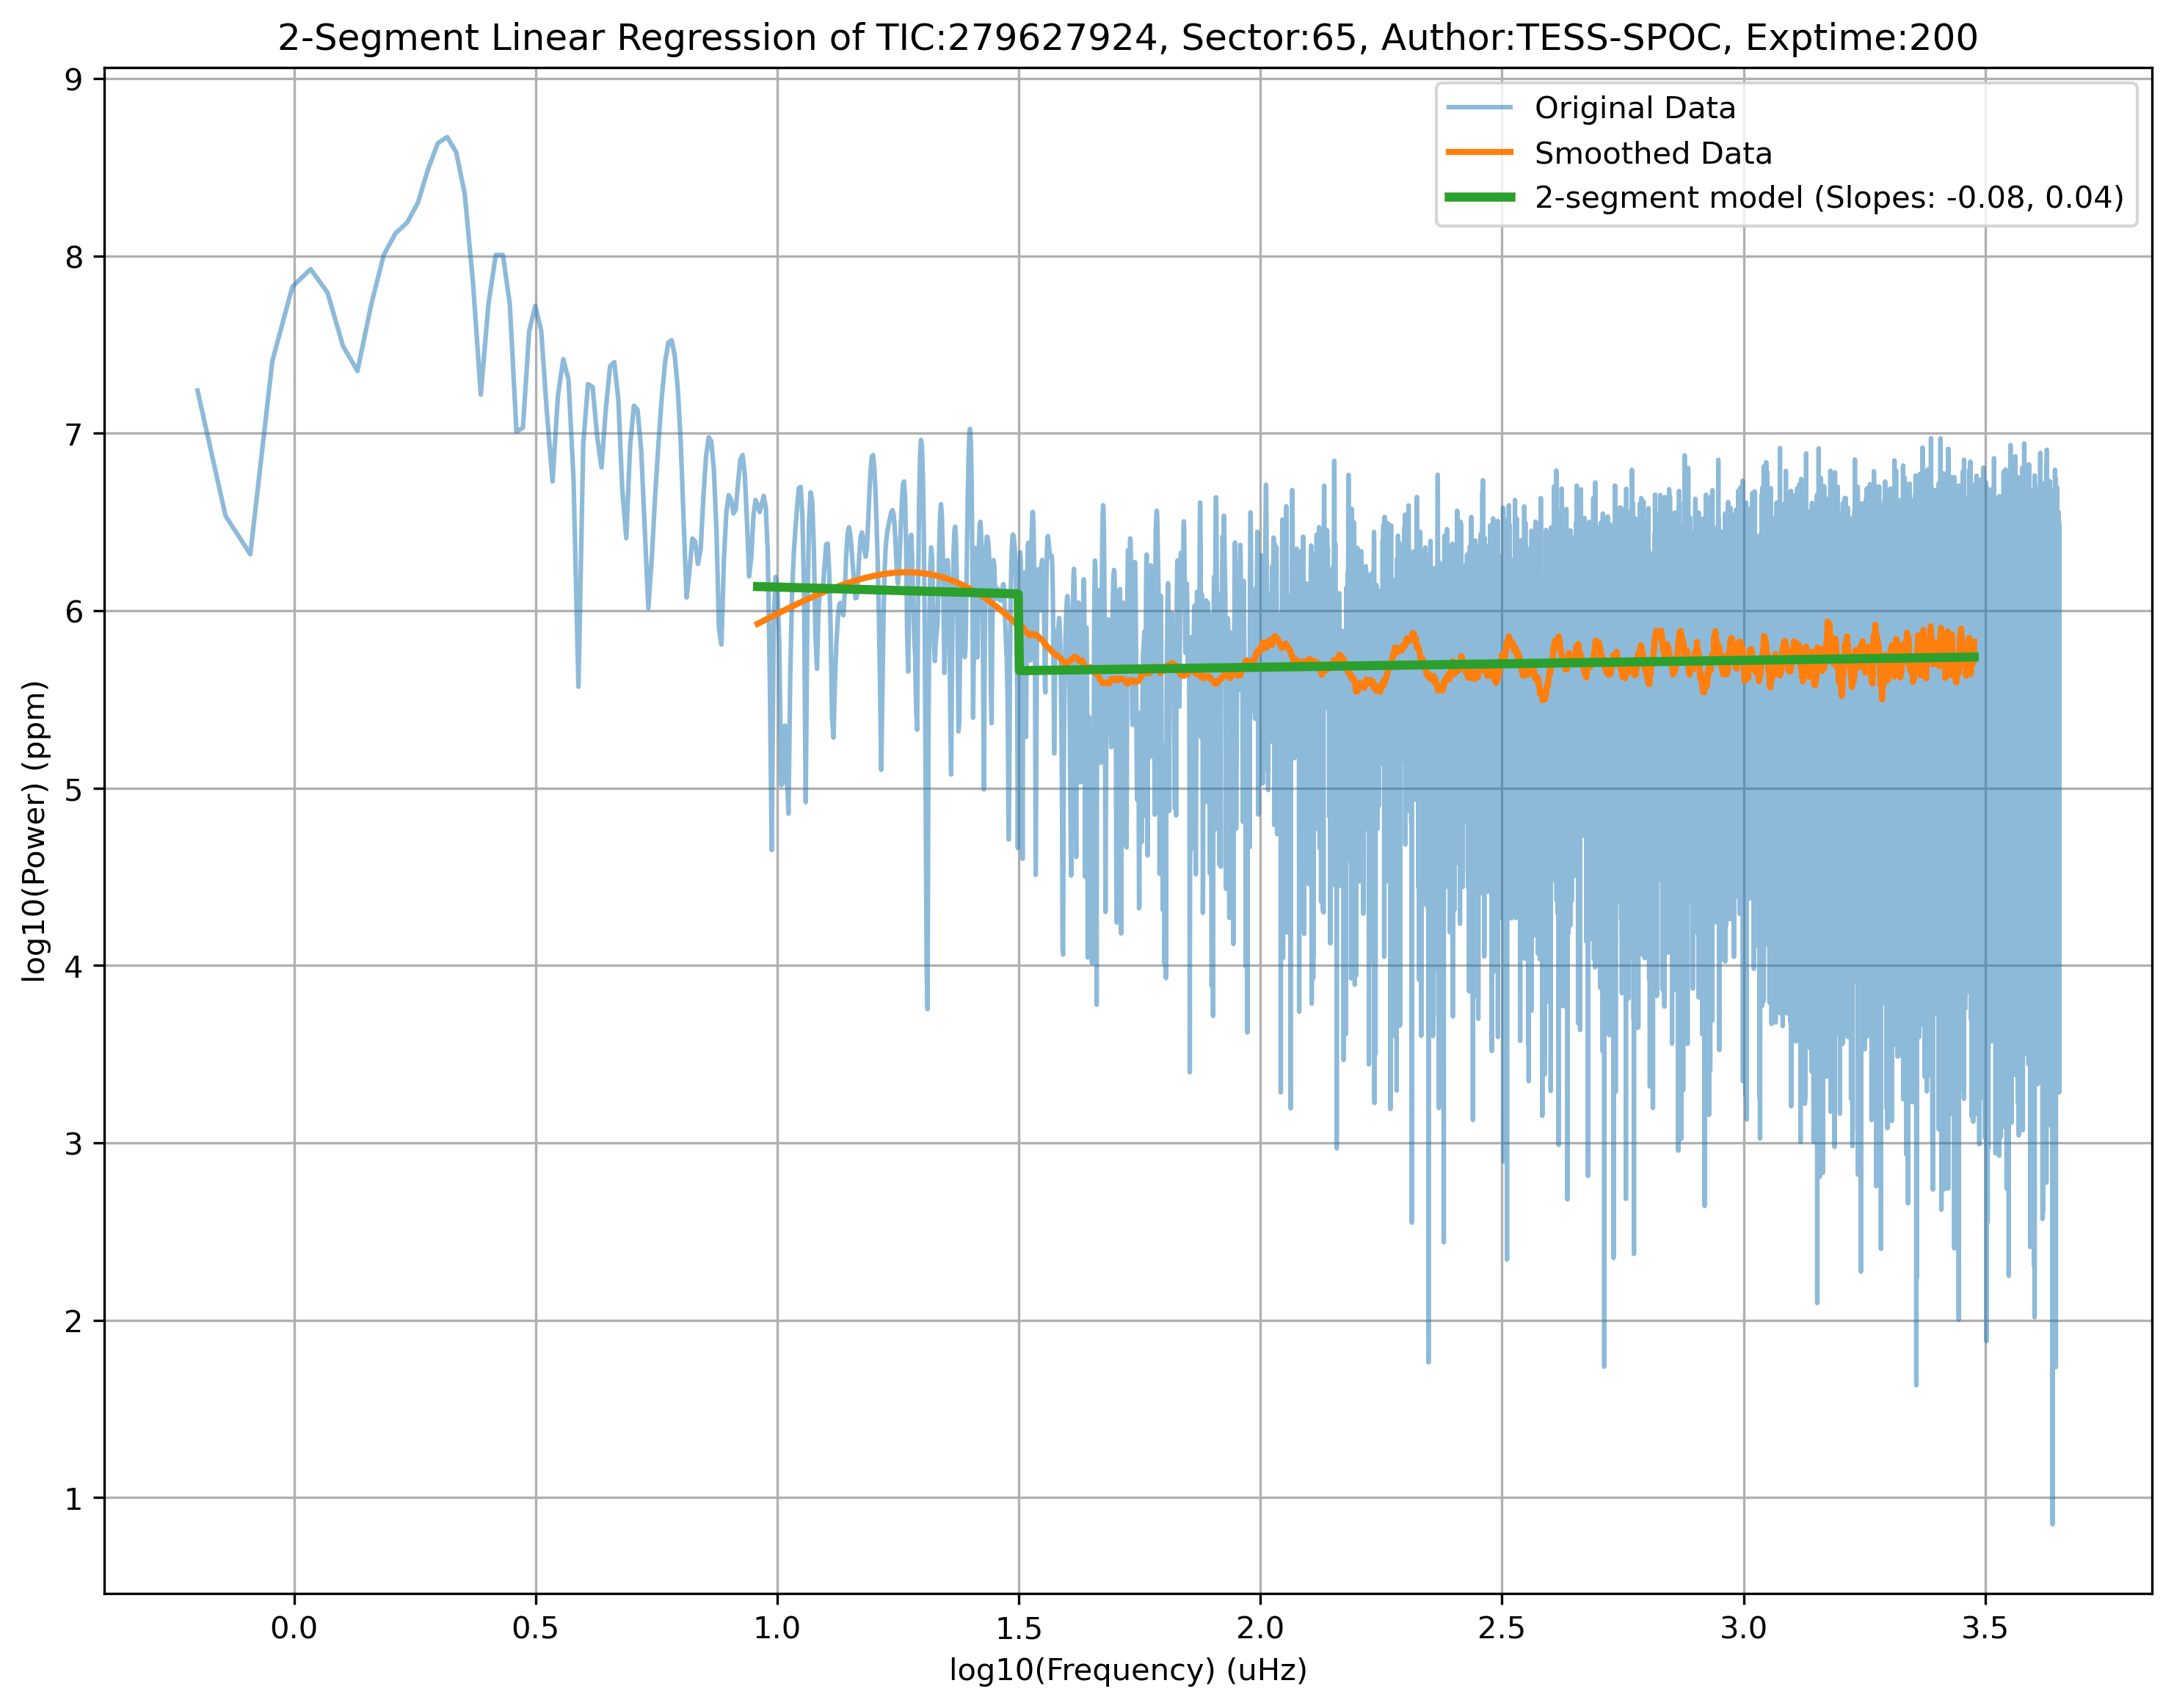 2-Segment Linear Regression of TIC:279627924, Sector:65, Author:TESS-SPOC, Exptime:200
Original Data
Smoothed Data
2-segment model (Slopes: -0.08, 0.04)
log10(Power) (ppm)
9
8
7
6
5
4
3
2
1
0.0 0.5 1.0 1.5 2.0 2.5 3.0 3.5
log10(Frequency) (uHz)